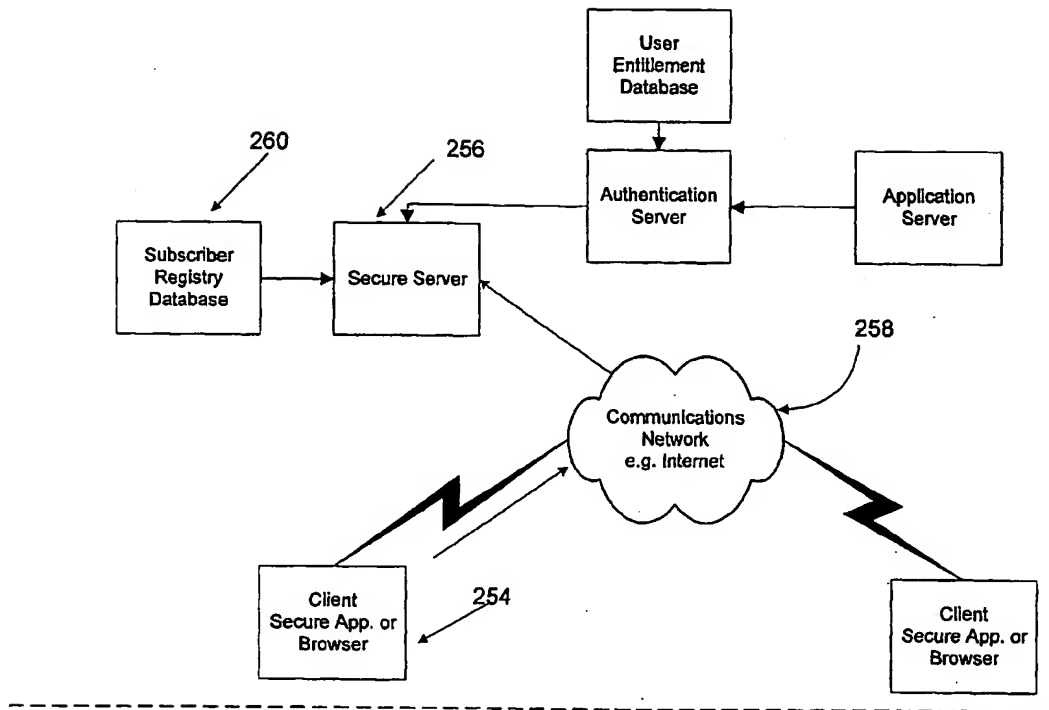 User
Entitlement
Database
260
256
Authentication
Server
Application
Server
Subscriber
Registry
Database
Secure Server
258
Communications
Network
e.g. Internet
Client
Secure App. or
Browser
254
Client
Secure App. or
Browser